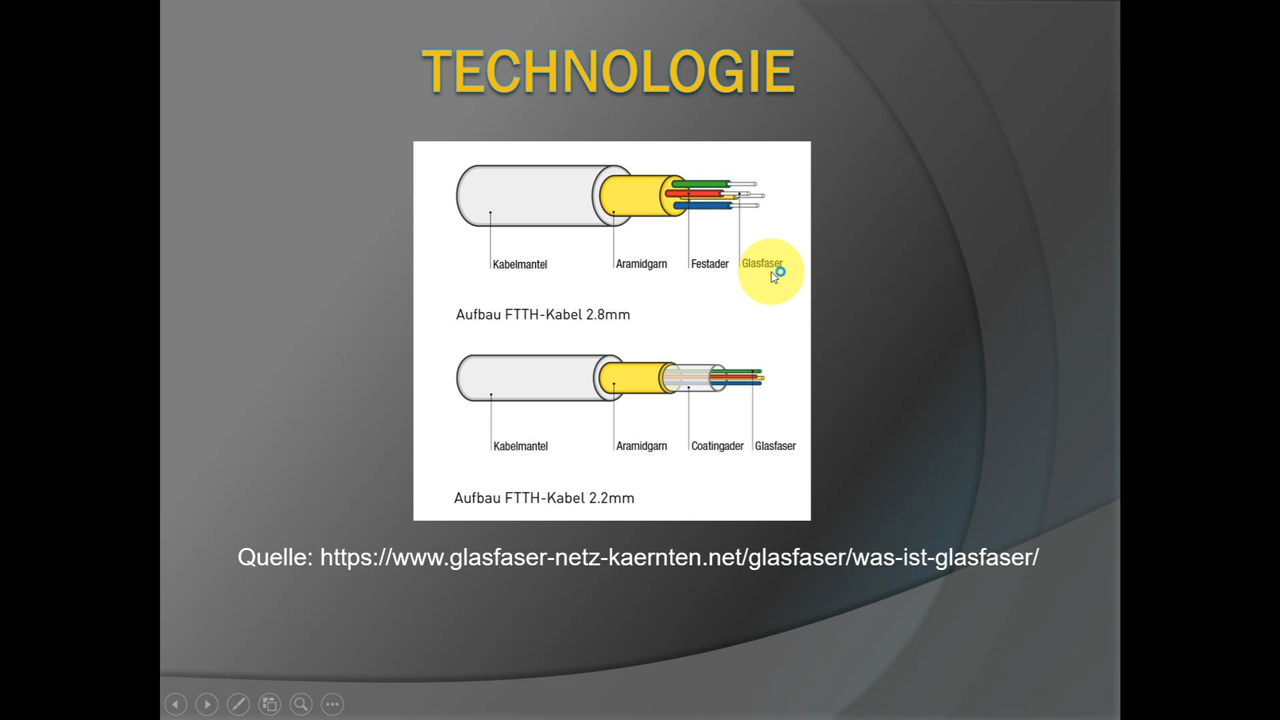 TECHNOLOGIE
Kabelmantel Aramidgarn Festader Glasfaser
Aufbau FTTH-Kabel 2.8mm
Kabelmantel Aramidgarn Coatingader Glasfaser
Aufbau FTTH-Kabel 2.2mm
Quelle: https://www.glasfaser-netz-kaernten.net/glasfaser/was-ist-glasfaser/